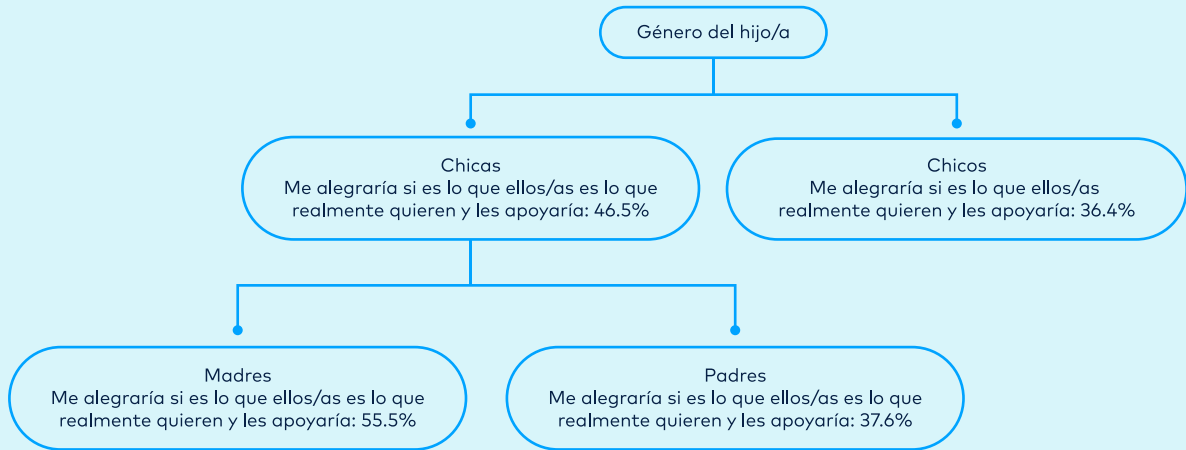 Género del hijo/a
Chicas
Me alegraría si es lo que ellos/as es lo que
realmente quieren y les apoyaría: 46.5%
Chicos
Me alegraría si es lo que ellos/as
realmente quieren y les apoyaría: 36.4%
Madres
Me alegraría si es lo que ellos/as es lo que
realmente quieren y les apoyaría: 55.5%
Padres
Me alegraría si es lo que ellos/as es lo que
realmente quieren y les apoyaría: 37.6%